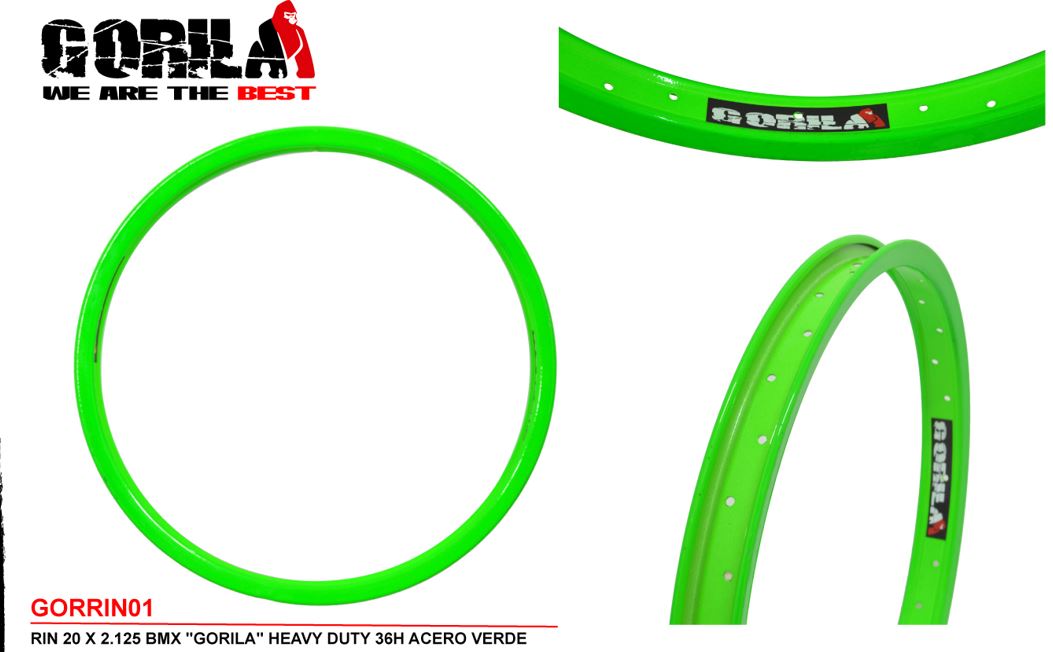 GORILA
WE ARE THE BEST
GORILA
GORILA
GORRIN01
RIN 20 X 2.125 BMX "GORILA" HEAVY DUTY 36H ACERO VERDE